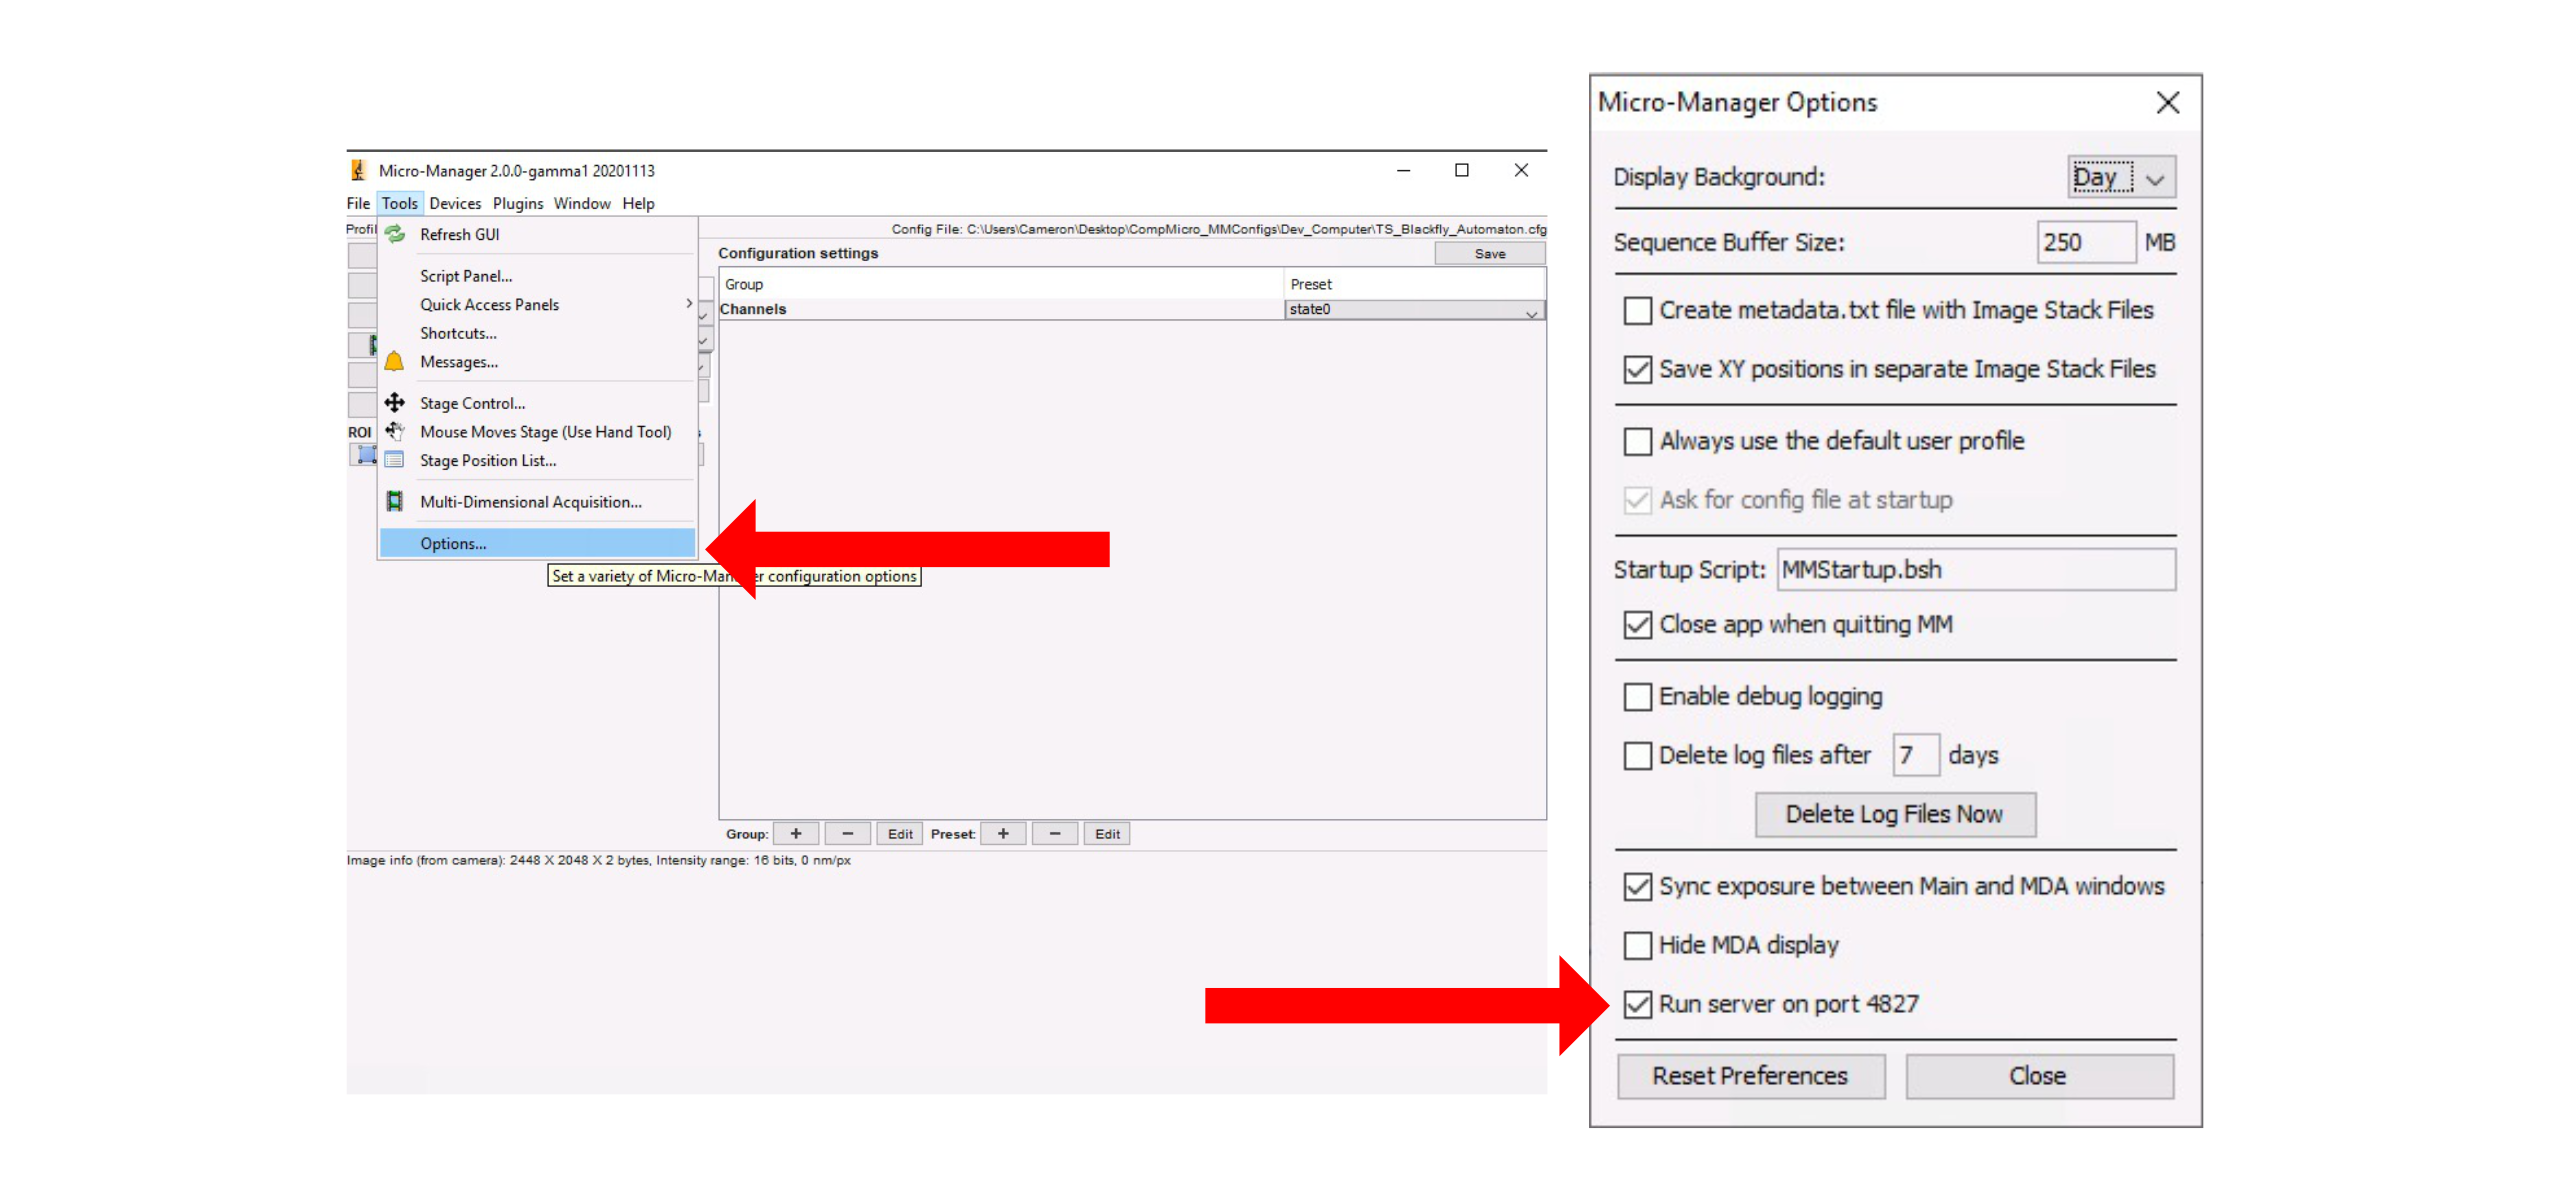 Micro-Manager 2.0.0-gamma1 20201113
File Tools Devices Plugins Window Help
Config File: C:\Users\Cameron\Desktop\CompMicro_MMConfigs\Dev_Computer\TS_Blackfly_Automaton.cfg
Refresh GUI
Script Panel...
Quick Access Panels
Shortcuts...
Messages...
Stage Control...
Mouse Moves Stage (Use Hand Tool)
Stage Position List...
Multi-Dimensional Acquisition...
Options...
ROI
Configuration settings
Save
Group Preset
Channels state0
Set a variety of Micro-Manager configuration options
Group: + − Edit Preset: + − Edit
Image info (from camera): 2448 X 2048 X 2 bytes, Intensity range: 16 bits, 0 nm/px
Micro-Manager Options
Display Background: Day
Sequence Buffer Size: 250 MB
Create metadata.txt file with Image Stack Files
Save XY positions in separate Image Stack Files
Always use the default user profile
Ask for config file at startup
Startup Script: MMStartup.bsh
Close app when quitting MM
Enable debug logging
Delete log files after 7 days
Delete Log Files Now
Sync exposure between Main and MDA windows
Hide MDA display
Run server on port 4827
Reset Preferences Close